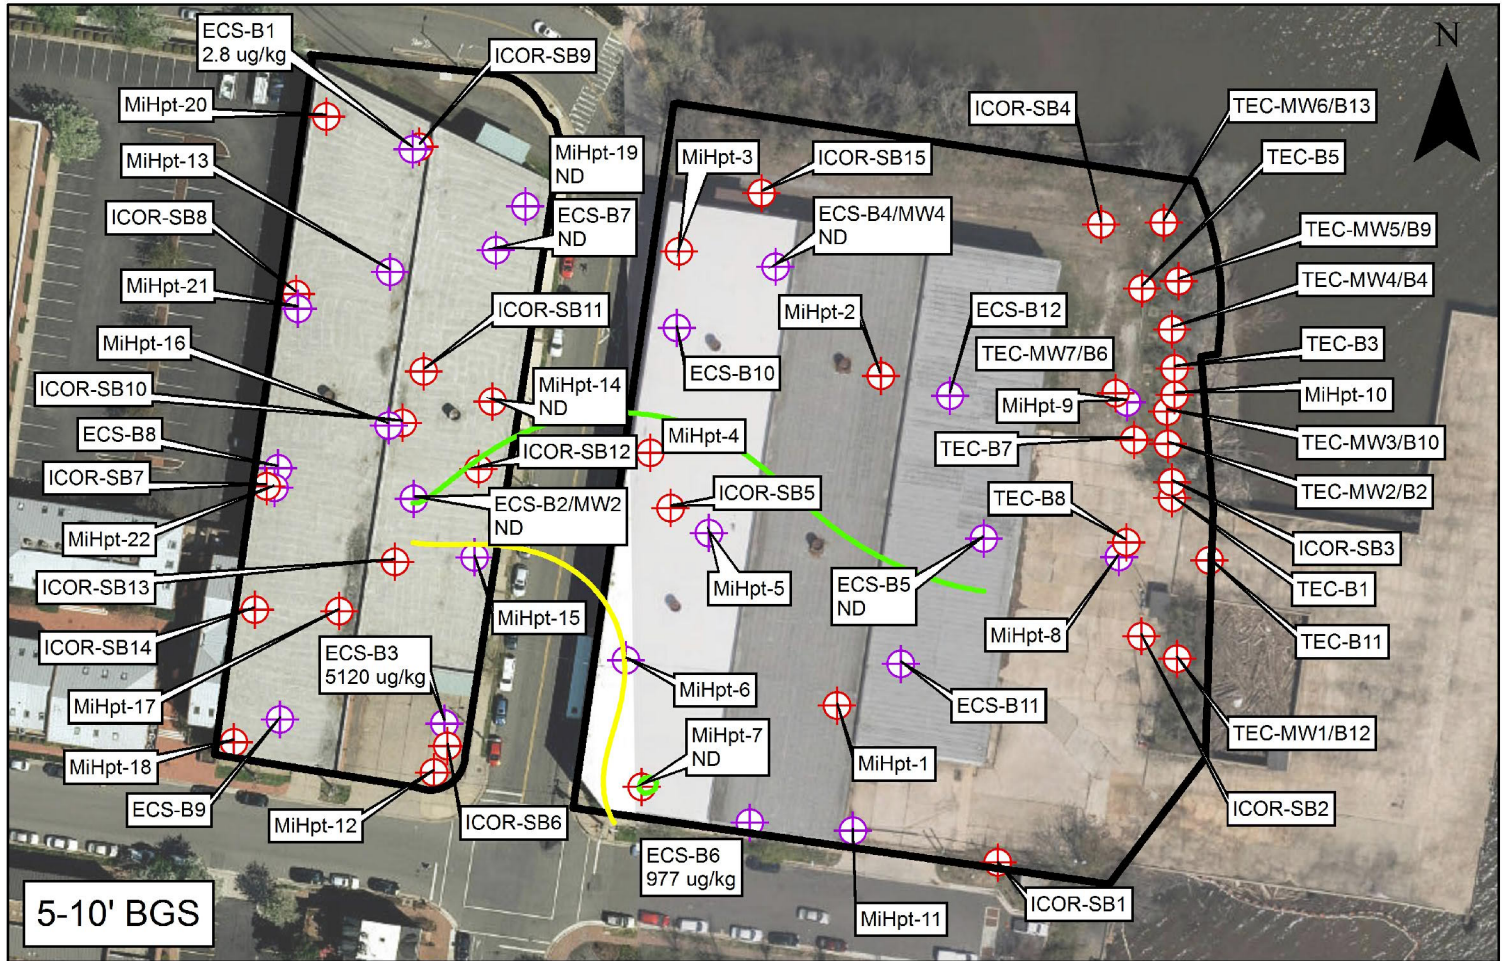 ECS-B1
2.8 ug/kg
ICOR-SB9
MiHpt-20
MiHpt-13
MiHpt-19
ND
ICOR-SB8
ECS-B7
ND
MiHpt-21
ICOR-SB11
MiHpt-16
ICOR-SB10
MiHpt-14
ND
ECS-B8
ICOR-SB12
ICOR-SB7
ECS-B2/MW2
ND
MiHpt-22
ICOR-SB13
MiHpt-15
ICOR-SB14
ECS-B3
5120 ug/kg
MiHpt-17
MiHpt-18
ECS-B9
MiHpt-12
ICOR-SB6
5-10' BGS
MiHpt-3
ICOR-SB15
ECS-B4/MW4
ND
MiHpt-2
ECS-B10
ECS-B12
MiHpt-4
ICOR-SB5
MiHpt-5
ECS-B5
ND
MiHpt-6
ECS-B11
MiHpt-7
ND
MiHpt-1
ECS-B6
977 ug/kg
MiHpt-11
ICOR-SB1
N
ICOR-SB4
TEC-MW6/B13
TEC-B5
TEC-MW5/B9
TEC-MW4/B4
TEC-B3
TEC-MW7/B6
MiHpt-10
MiHpt-9
TEC-MW3/B10
TEC-B7
TEC-MW2/B2
TEC-B8
ICOR-SB3
TEC-B1
MiHpt-8
TEC-B11
TEC-MW1/B12
ICOR-SB2